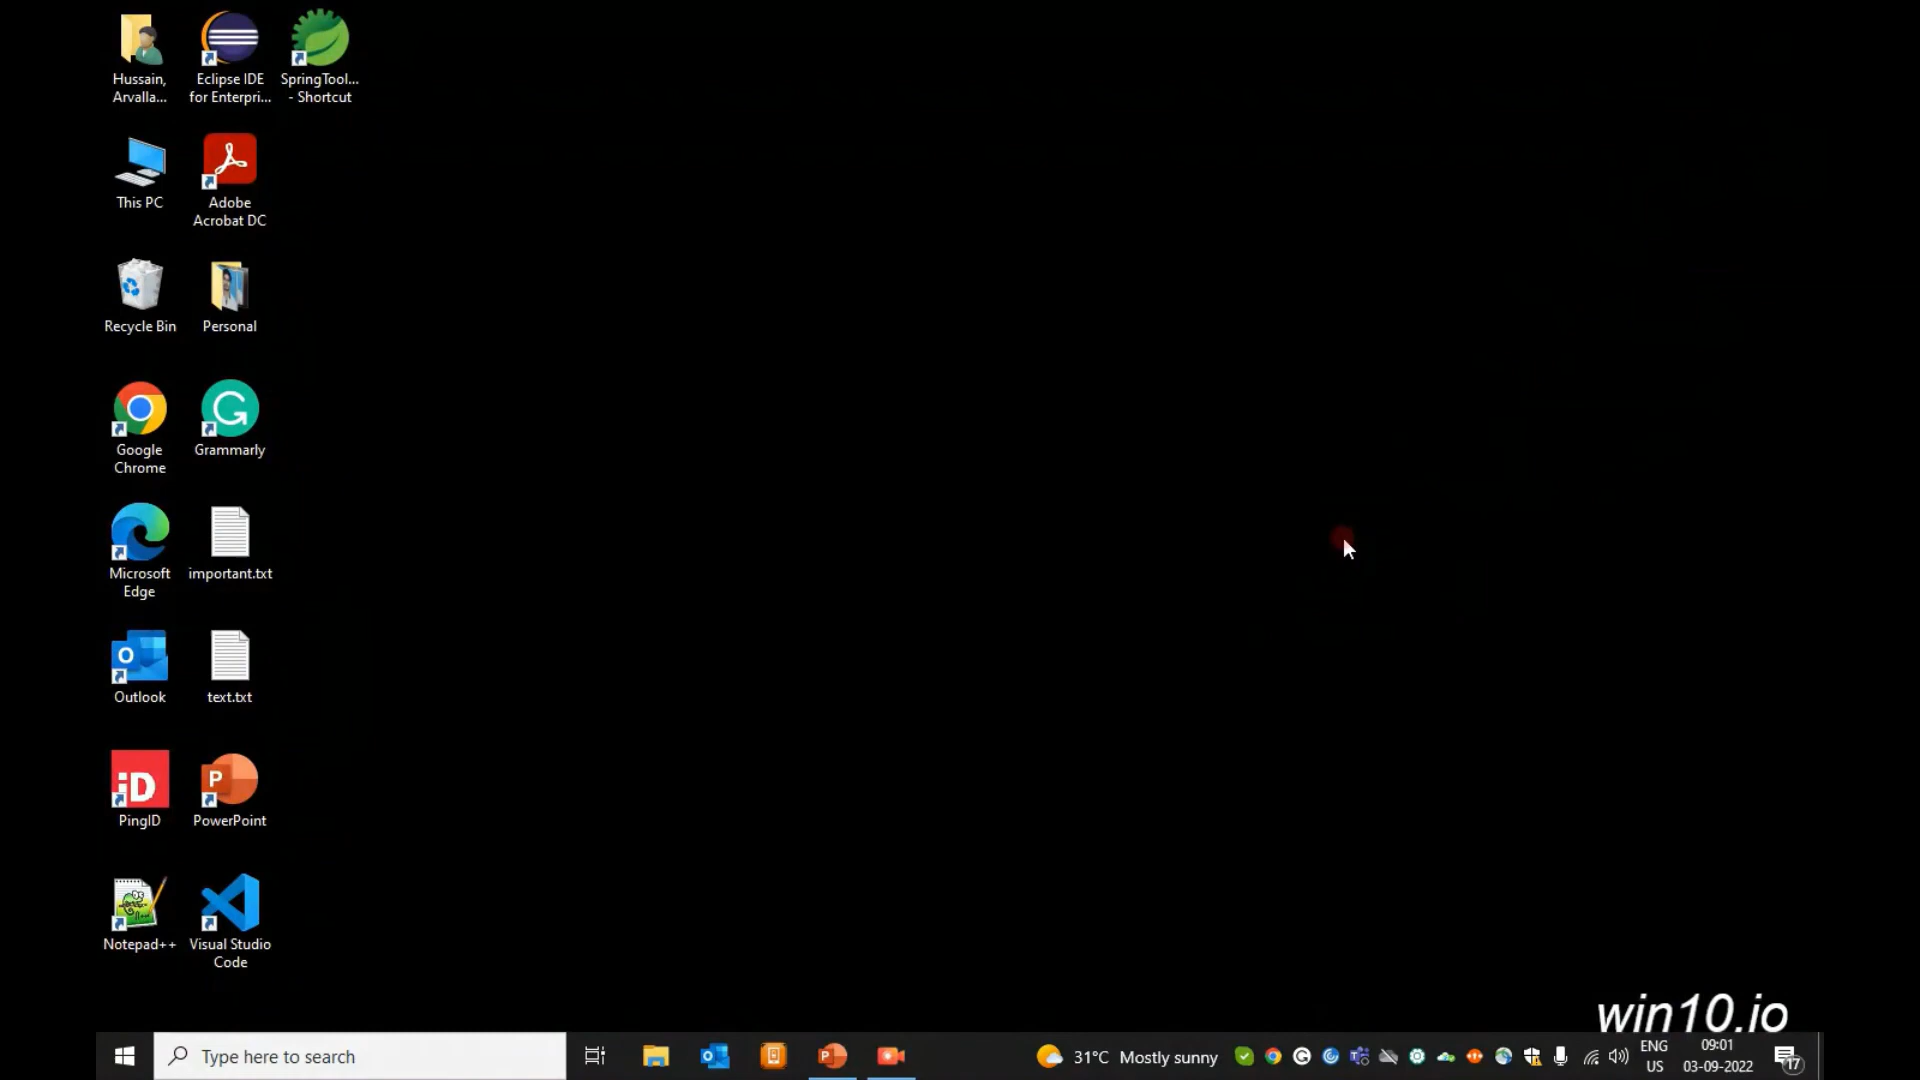 Hussain,
Arvalla...
Eclipse IDE
for Enterpri...
SpringTool...
- Shortcut
This PC
Adobe
Acrobat DC
Recycle Bin
Personal
Google
Chrome
Grammarly
Microsoft
Edge
important.txt
Outlook
text.txt
PingID
PowerPoint
Notepad++
Visual Studio
Code
win10.io
Type here to search
31°C Mostly sunny
ENG
US
09:01
03-09-2022
17